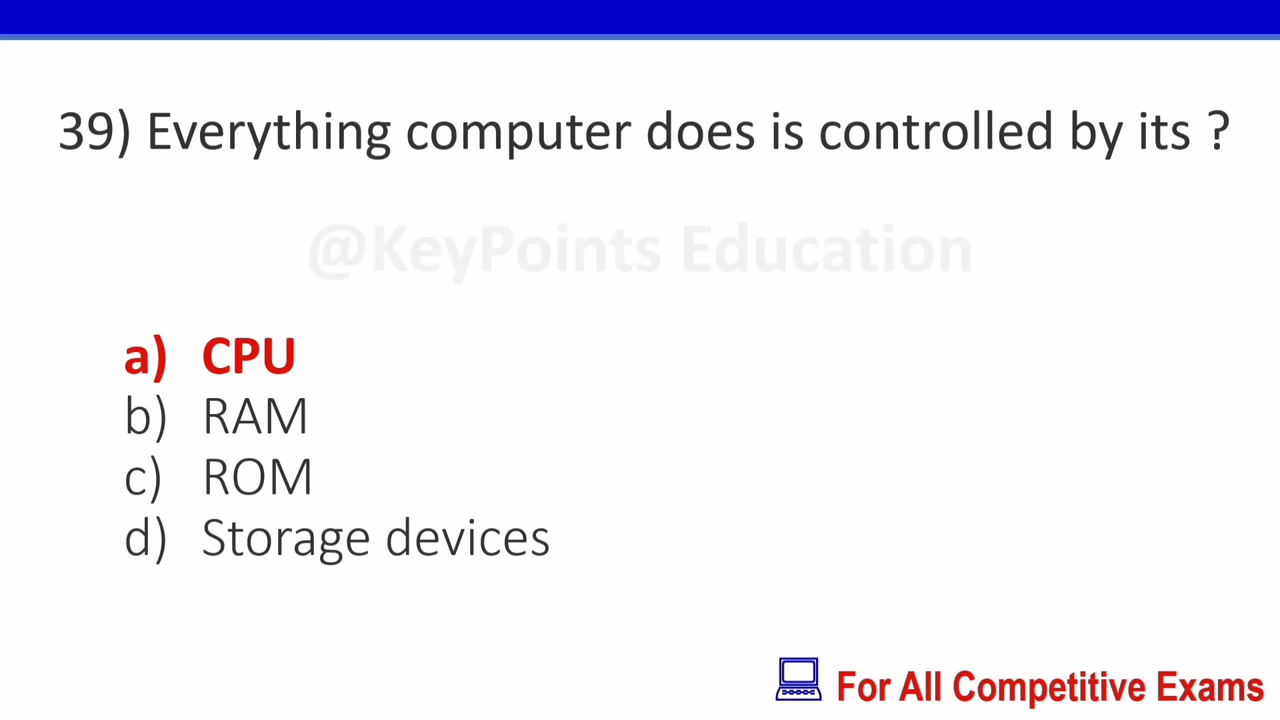 39) Everything computer does is controlled by its ?
@KeyPoints Education
a) CPU
b) RAM
c) ROM
d) Storage devices
For All Competitive Exams